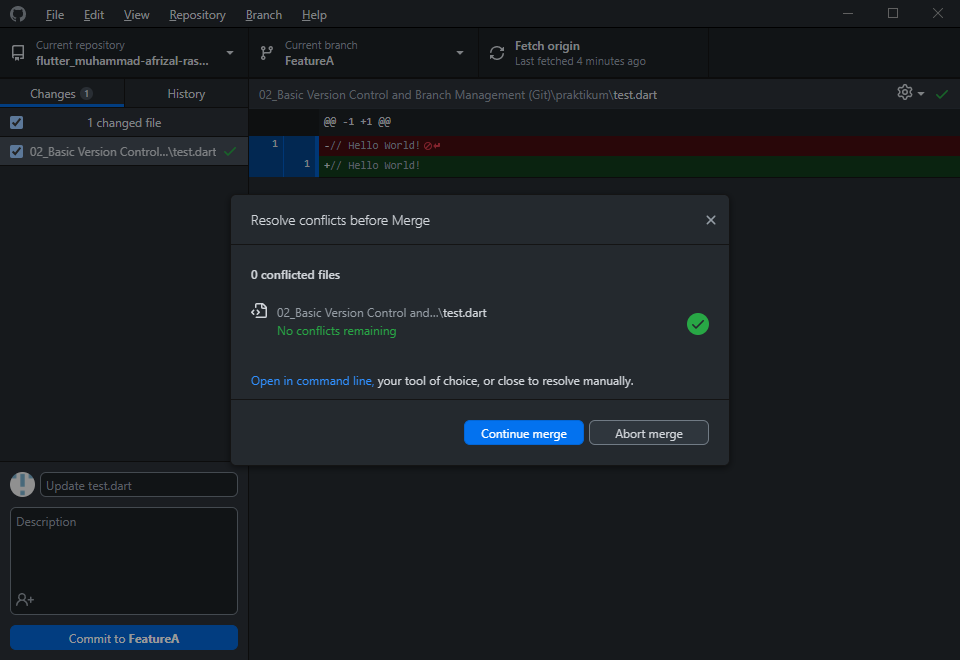 File Edit View Repository Branch Help
Current repository
flutter_muhammad-afrizal-ras...
Current branch
FeatureA
Fetch origin
Last fetched 4 minutes ago
Changes 1 History
02_Basic Version Control and Branch Management (Git)\praktikum\test.dart
1 changed file
@@ -1 +1 @@
02_Basic Version Control...\test.dart
1 -// Hello World!
1 +// Hello World!
Resolve conflicts before Merge
0 conflicted files
02_Basic Version Control and...\test.dart
No conflicts remaining
Open in command line, your tool of choice, or close to resolve manually.
Continue merge Abort merge
Update test.dart
Description
Commit to FeatureA